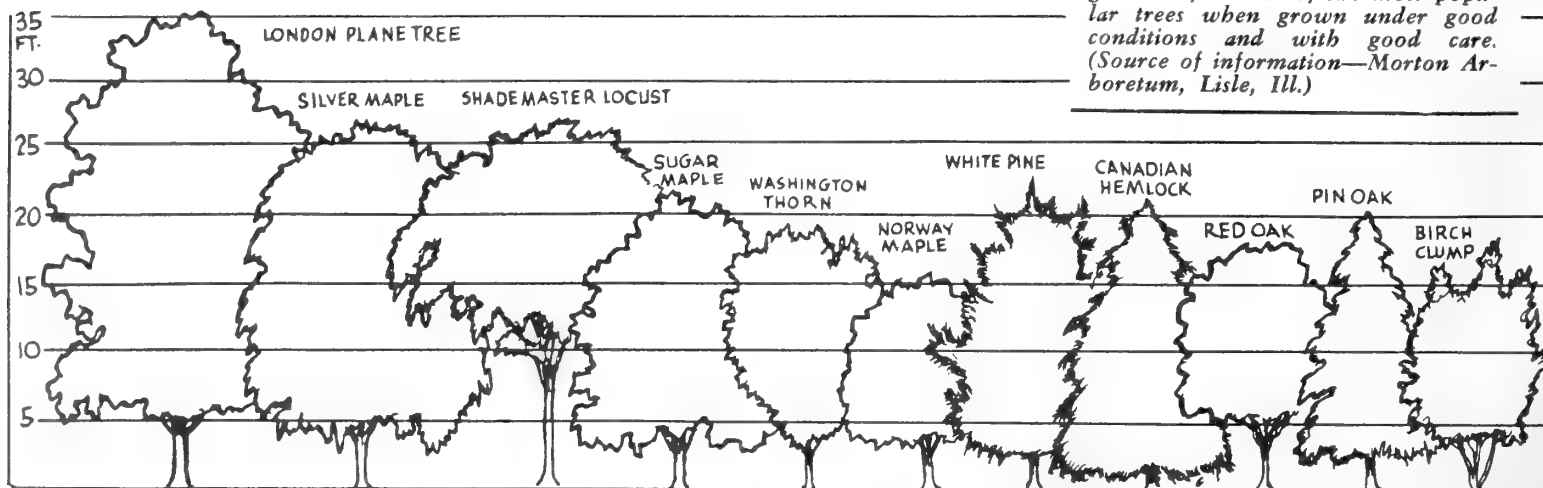 35
FT.
30
25
20
15
10
5
LONDON PLANETREE
SILVER MAPLE
SHADEMASTER LOCUST
SUGAR
MAPLE
WASHINGTON
THORN
NORWAY
MAPLE
WHITE PINE
CANADIAN
HEMLOCK
RED OAK
PIN OAK
BIRCH
CLUMP
lar trees when grown under good
conditions and with good care.
(Source of information—Morton Ar-
boretum, Lisle, Ill.)